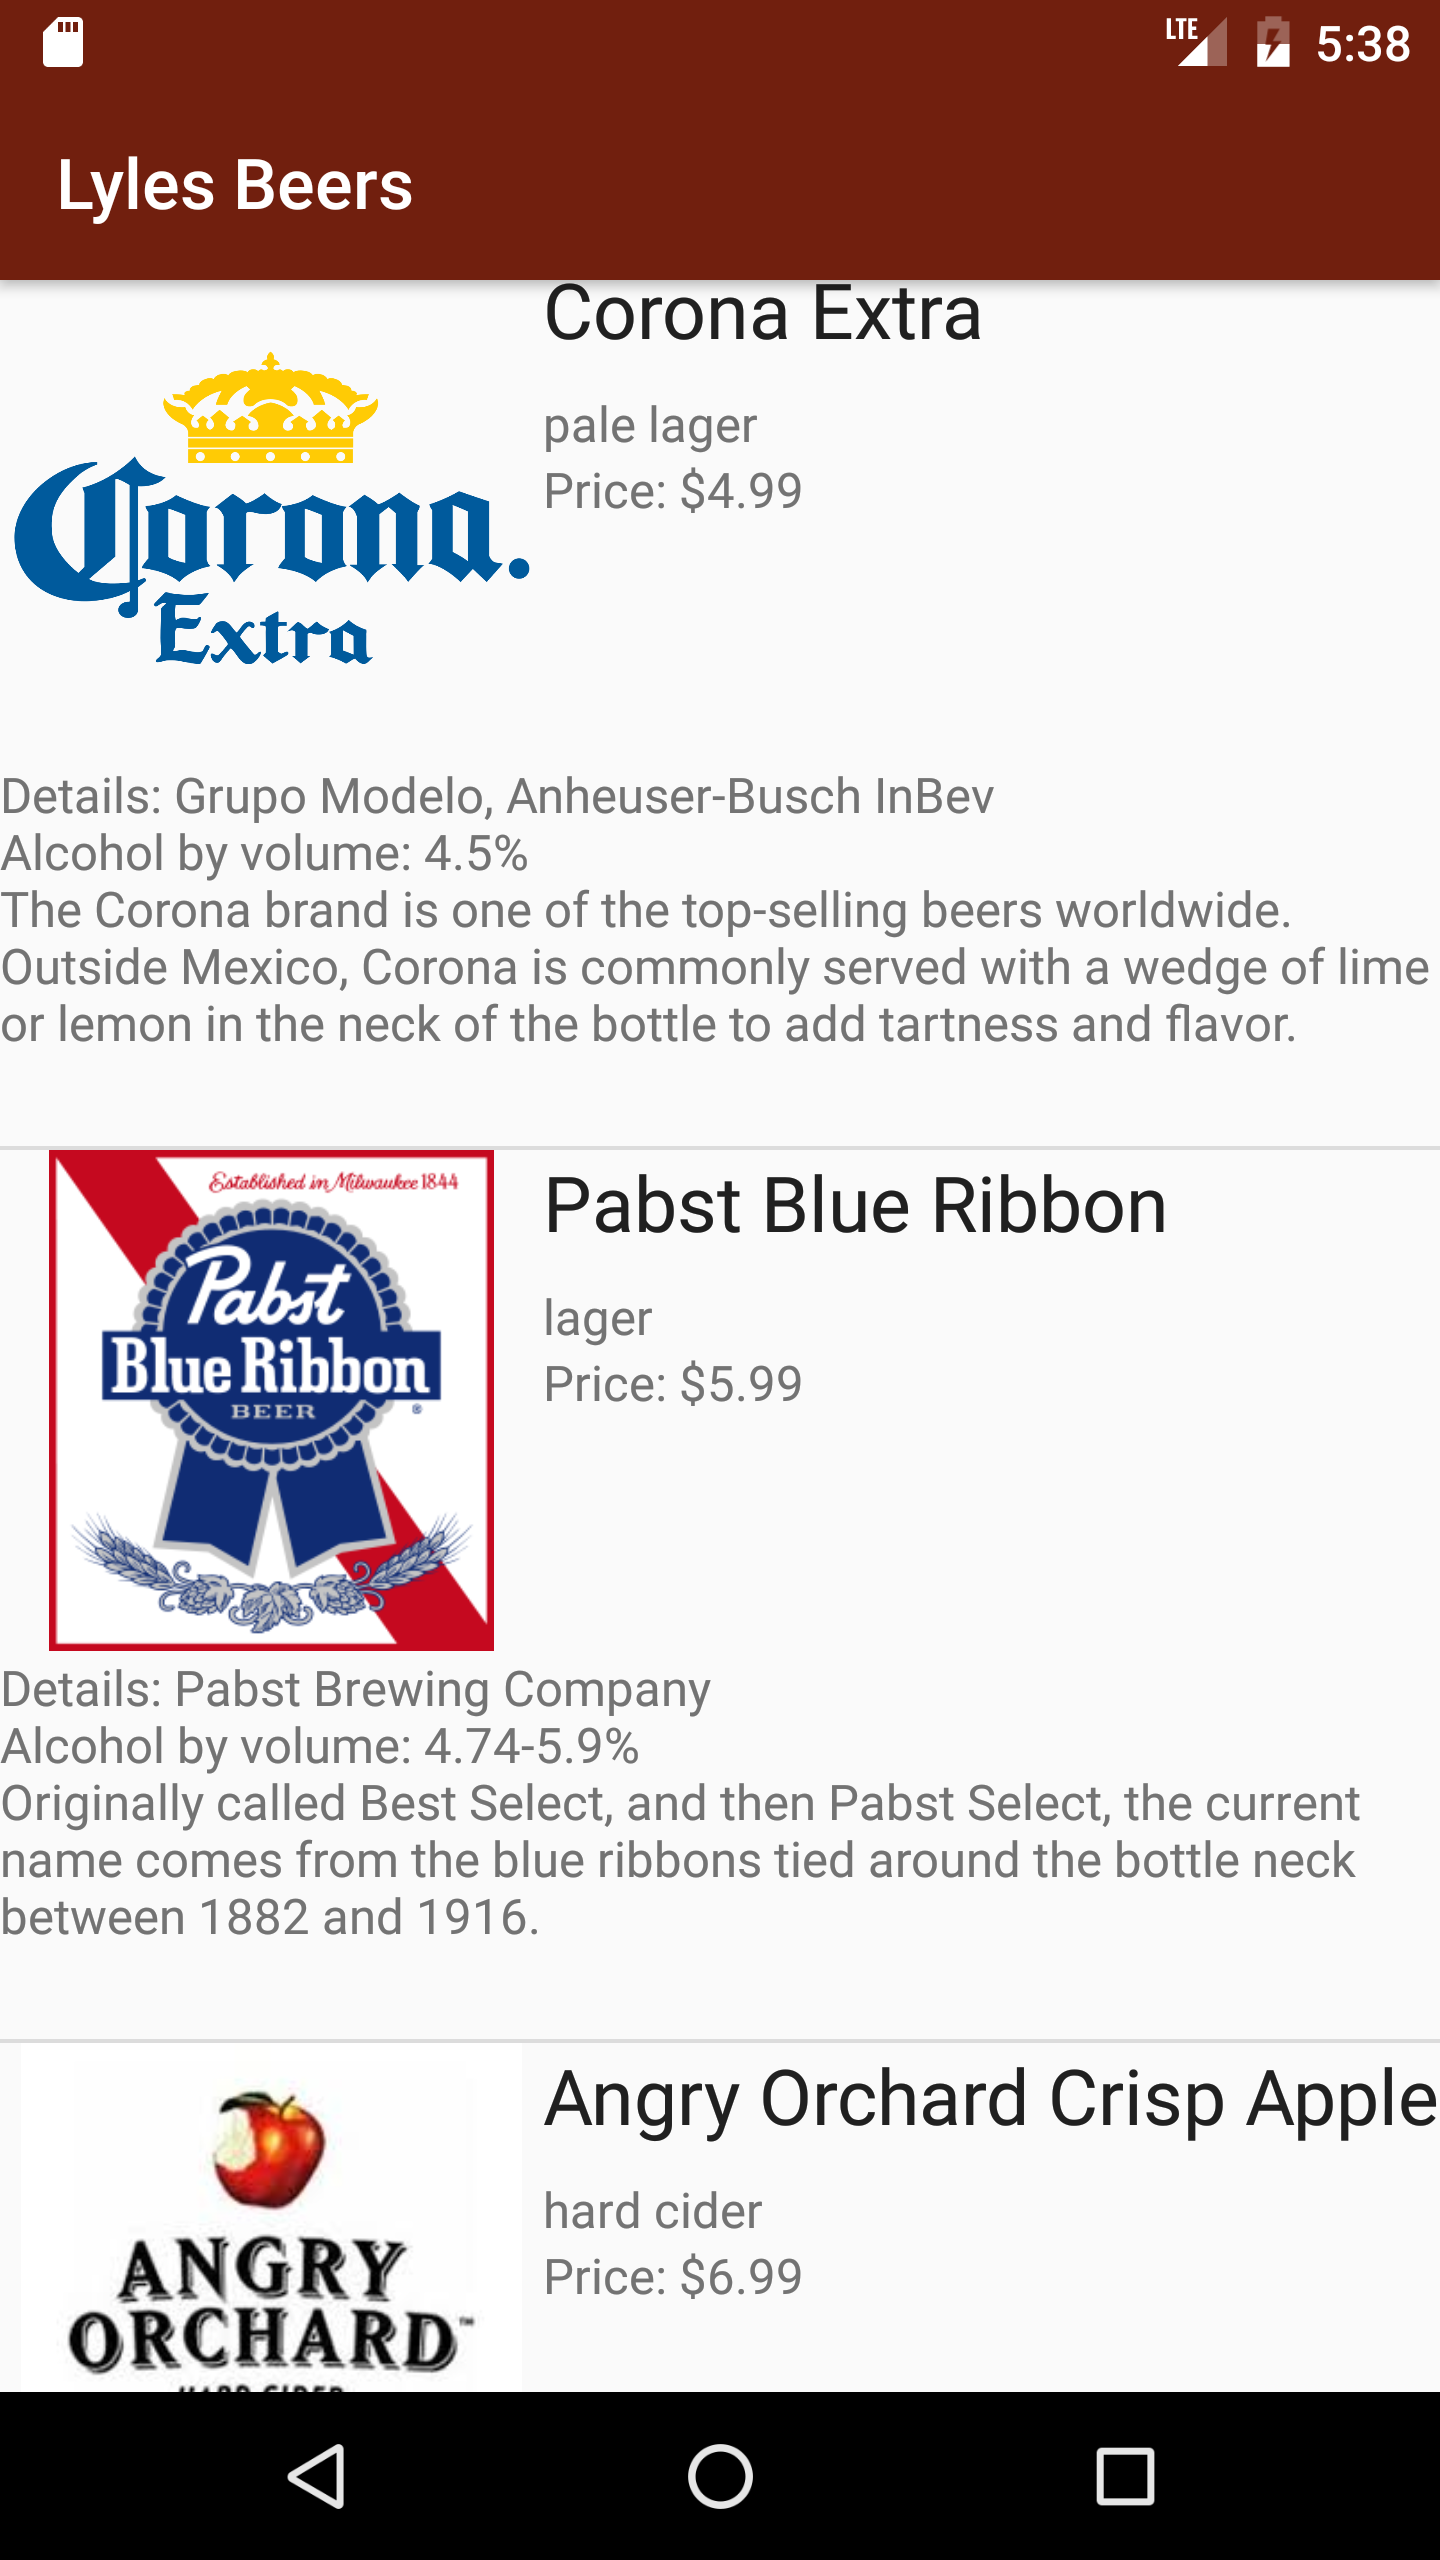 LTE 5:38
Lyles Beers
Corona Extra
pale lager
Price: $4.99
Corona.
Extra
Details: Grupo Modelo, Anheuser-Busch InBev
Alcohol by volume: 4.5%
The Corona brand is one of the top-selling beers worldwide.
Outside Mexico, Corona is commonly served with a wedge of lime
or lemon in the neck of the bottle to add tartness and flavor.
Established in Milwaukee 1844
Pabst
Blue Ribbon
BEER
®
Pabst Blue Ribbon
lager
Price: $5.99
Details: Pabst Brewing Company
Alcohol by volume: 4.74-5.9%
Originally called Best Select, and then Pabst Select, the current
name comes from the blue ribbons tied around the bottle neck
between 1882 and 1916.
ANGRY
ORCHARD™
HARD CIDER
Angry Orchard Crisp Apple
hard cider
Price: $6.99